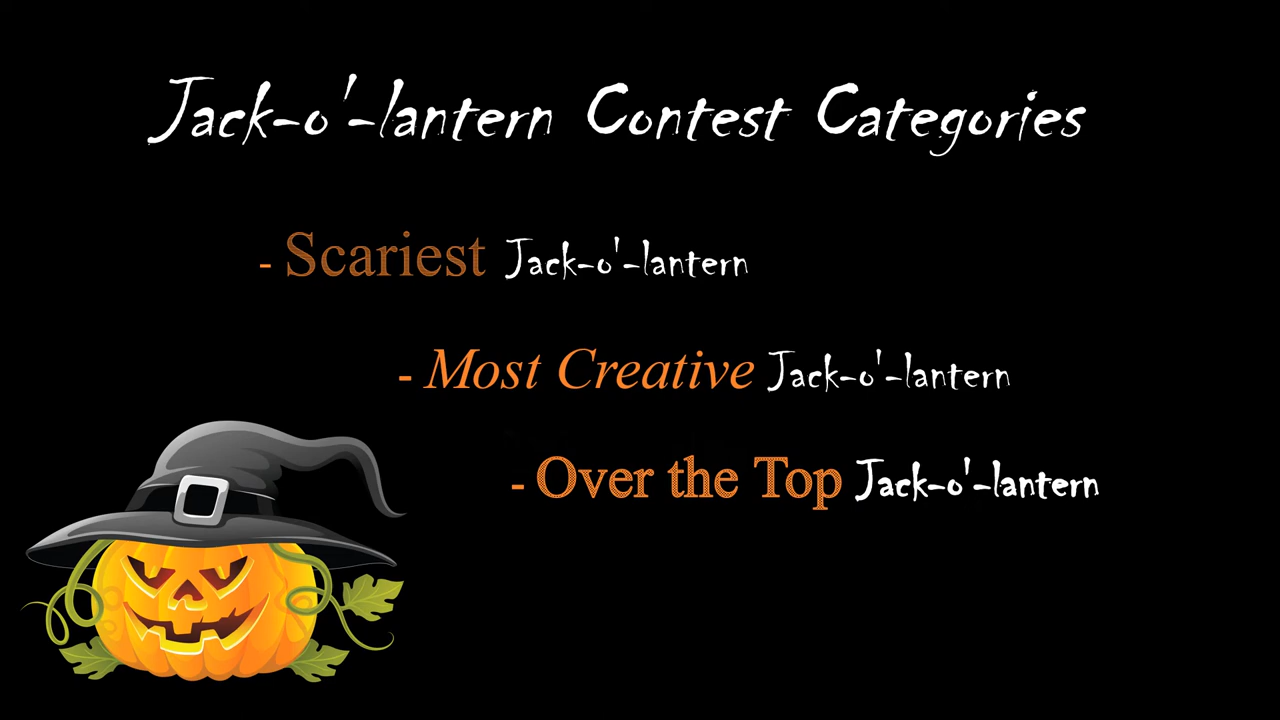 Jack-o'-lantern Contest Categories
- Scariest Jack-o'-lantern
- Most Creative Jack-o'-lantern
- Over the Top Jack-o'-lantern